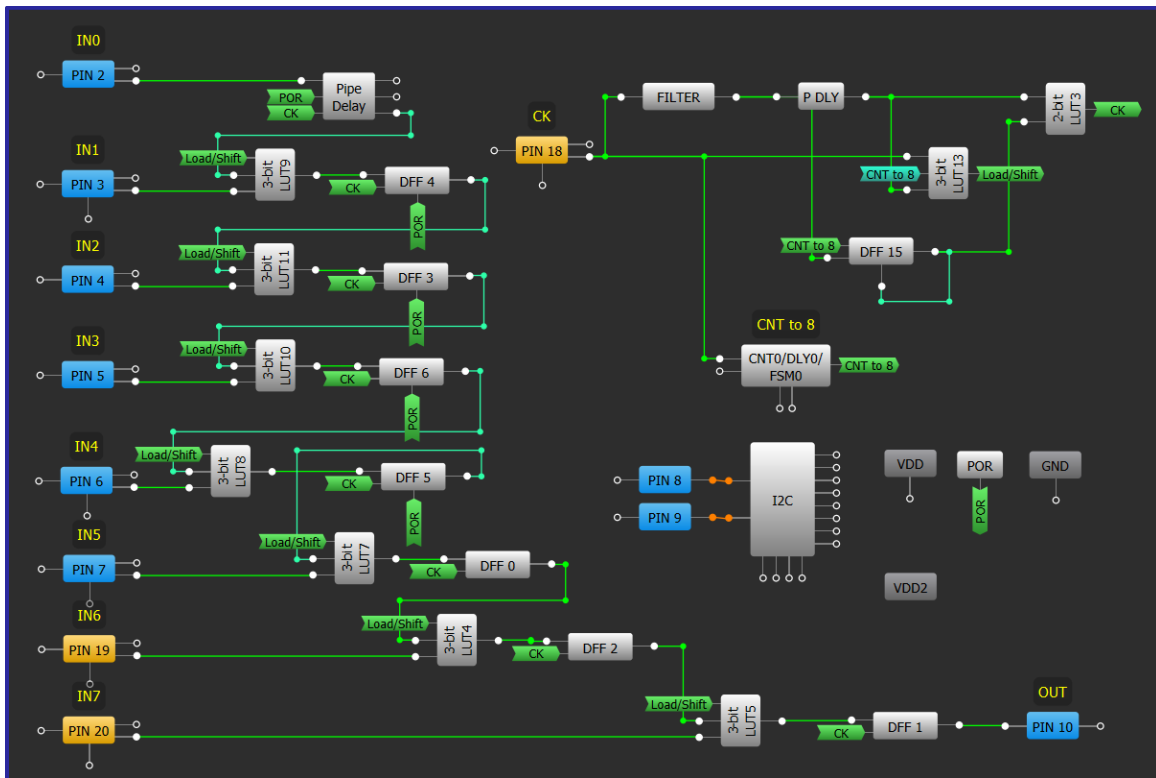 IN0
PIN 2
Pipe
Delay
POR
CK
IN1
PIN 3
Load/Shift
3-bit
LUT9
CK
DFF 4
POR
IN2
PIN 4
Load/Shift
3-bit
LUT11
CK
DFF 3
POR
IN3
PIN 5
Load/Shift
3-bit
LUT10
CK
DFF 6
POR
IN4
PIN 6
Load/Shift
3-bit
LUT8
CK
DFF 5
POR
IN5
PIN 7
Load/Shift
3-bit
LUT7
CK
DFF 0
IN6
PIN 19
Load/Shift
3-bit
LUT4
CK
DFF 2
IN7
PIN 20
Load/Shift
3-bit
LUT5
CK
DFF 1
OUT
PIN 10
CK
PIN 18
FILTER
P DLY
2-bit
LUT3
CK
CNT to 8
3-bit
LUT13
Load/Shift
CNT to 8
DFF 15
CNT to 8
CNT0/DLY0/
FSM0
CNT to 8
PIN 8
PIN 9
I2C
VDD
POR
POR
GND
VDD2